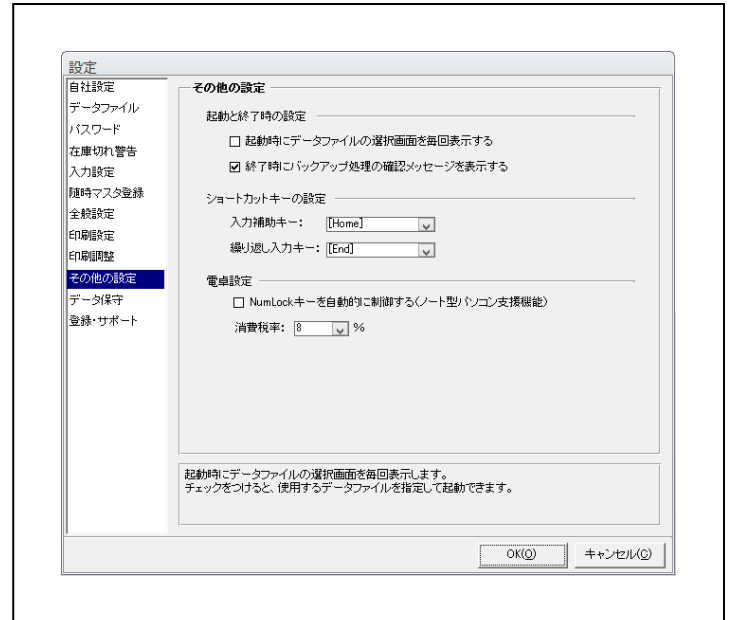 設定
自社設定
データファイル
パスワード
在庫切れ警告
入力設定
随時マスタ登録
全般設定
印刷設定
印刷調整
その他の設定
データ保守
登録・サポート
その他の設定
起動と終了時の設定
起動時にデータファイルの選択画面を毎回表示する
終了時にバックアップ処理の確認メッセージを表示する
ショートカットキーの設定
入力補助キー: [Home]
繰り返し入力キー: [End]
電卓設定
NumLockキーを自動的に制御する(ノート型パソコン支援機能)
消費税率: 8 %
起動時にデータファイルの選択画面を毎回表示します。
チェックをつけると、使用するデータファイルを指定して起動できます。
OK(O)
キャンセル(C)